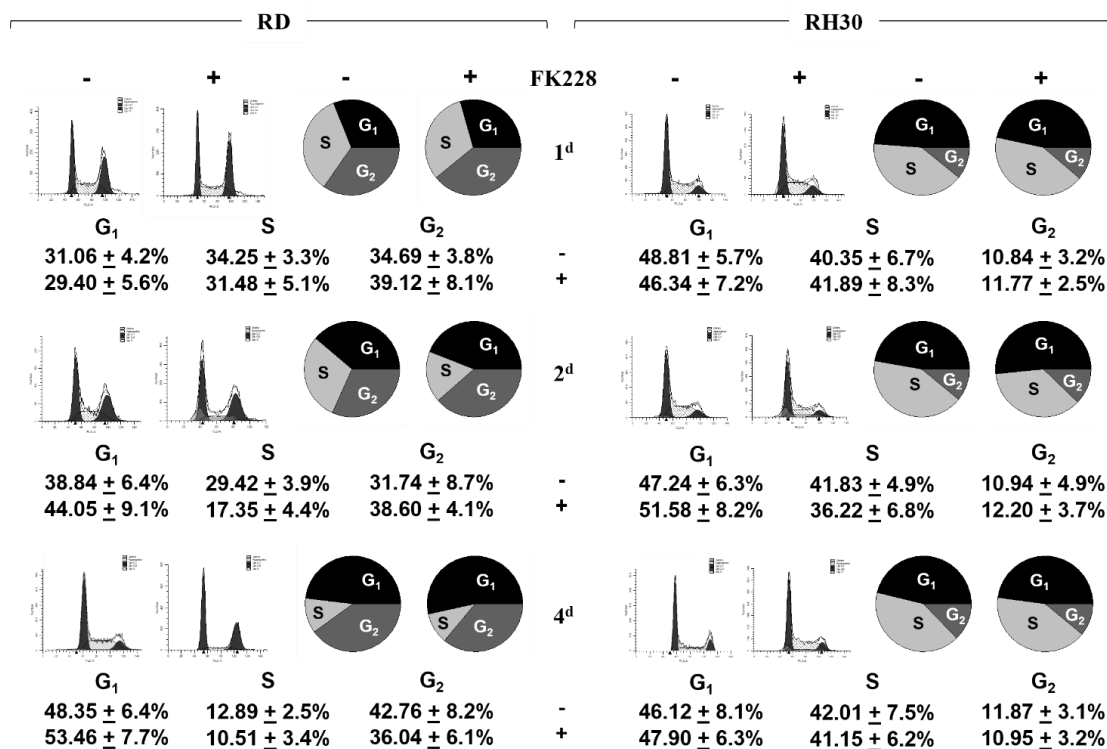 RD RH30
- + - + FK228 - + - +
G1 S G2 G1 S G2 1d G1 S G2 G1 S G2
G1 S G2 G1 S G2
31.06 ± 4.2% 34.25 ± 3.3% 34.69 ± 3.8% - 48.81 ± 5.7% 40.35 ± 6.7% 10.84 ± 3.2%
29.40 ± 5.6% 31.48 ± 5.1% 39.12 ± 8.1% + 46.34 ± 7.2% 41.89 ± 8.3% 11.77 ± 2.5%
G1 S G2 G1 S G2 2d G1 S G2 G1 S G2
G1 S G2 G1 S G2
38.84 ± 6.4% 29.42 ± 3.9% 31.74 ± 8.7% - 47.24 ± 6.3% 41.83 ± 4.9% 10.94 ± 4.9%
44.05 ± 9.1% 17.35 ± 4.4% 38.60 ± 4.1% + 51.58 ± 8.2% 36.22 ± 6.8% 12.20 ± 3.7%
G1 S G2 G1 S G2 4d G1 S G2 G1 S G2
G1 S G2 G1 S G2
48.35 ± 6.4% 12.89 ± 2.5% 42.76 ± 8.2% - 46.12 ± 8.1% 42.01 ± 7.5% 11.87 ± 3.1%
53.46 ± 7.7% 10.51 ± 3.4% 36.04 ± 6.1% + 47.90 ± 6.3% 41.15 ± 6.2% 10.95 ± 3.2%